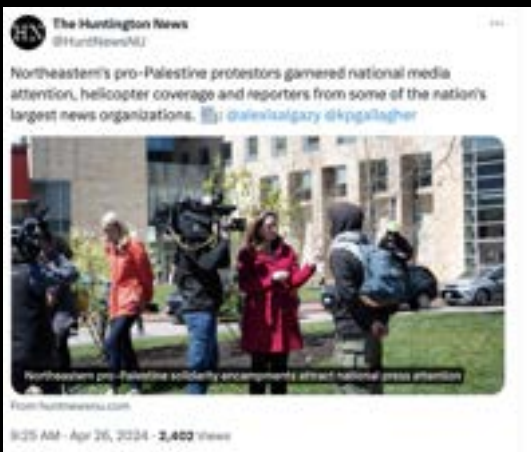 HN The Huntington News
@HuntNewsNU
Northeastern's pro-Palestine protestors garnered national media
attention, helicopter coverage and reporters from some of the nation's
largest news organizations. : @alexisalgazy @kpgallagher
Northeastern pro-Palestine solidarity encampments attract national press attention
From huntnewsnu.com
9:25 AM · Apr 26, 2024 · 2,402 Views